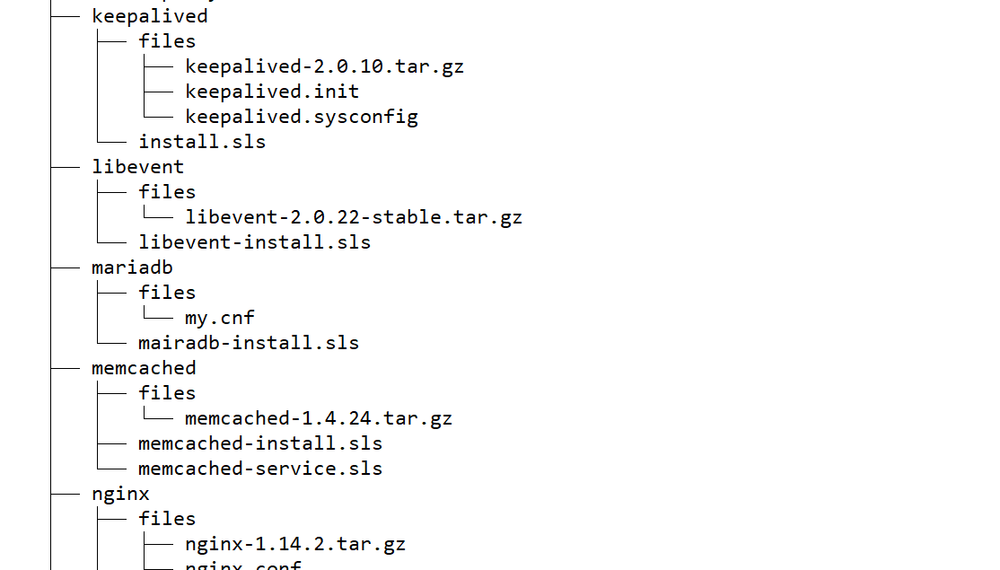 keepalived
files
keepalived-2.0.10.tar.gz
keepalived.init
keepalived.sysconfig
install.sls
libevent
files
libevent-2.0.22-stable.tar.gz
libevent-install.sls
mariadb
files
my.cnf
mairadb-install.sls
memcached
files
memcached-1.4.24.tar.gz
memcached-install.sls
memcached-service.sls
nginx
files
nginx-1.14.2.tar.gz
nginx.conf